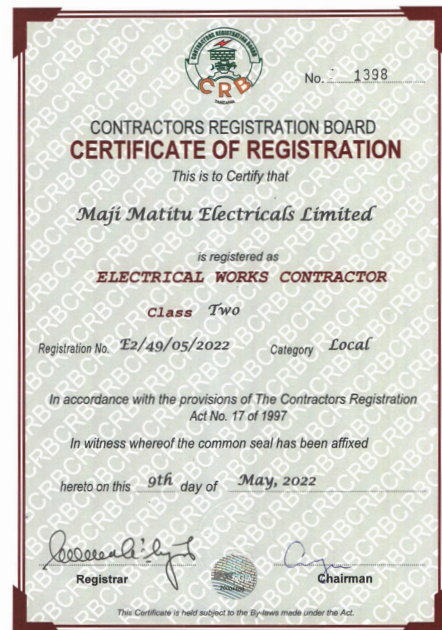 CONTRACTORS REGISTRATION BOARD
CRB
TANZANIA
No. 1398
CONTRACTORS REGISTRATION BOARD
CERTIFICATE OF REGISTRATION
This is to Certify that
Maji Matitu Electricals Limited
is registered as
ELECTRICAL WORKS CONTRACTOR
Class Two
Registration No. E2/49/05/2022 Category Local
In accordance with the provisions of The Contractors Registration
Act No. 17 of 1997
In witness whereof the common seal has been affixed
hereto on this 9th day of May, 2022
Registrar Chairman
This Certificate is held subject to the By-laws made under the Act.